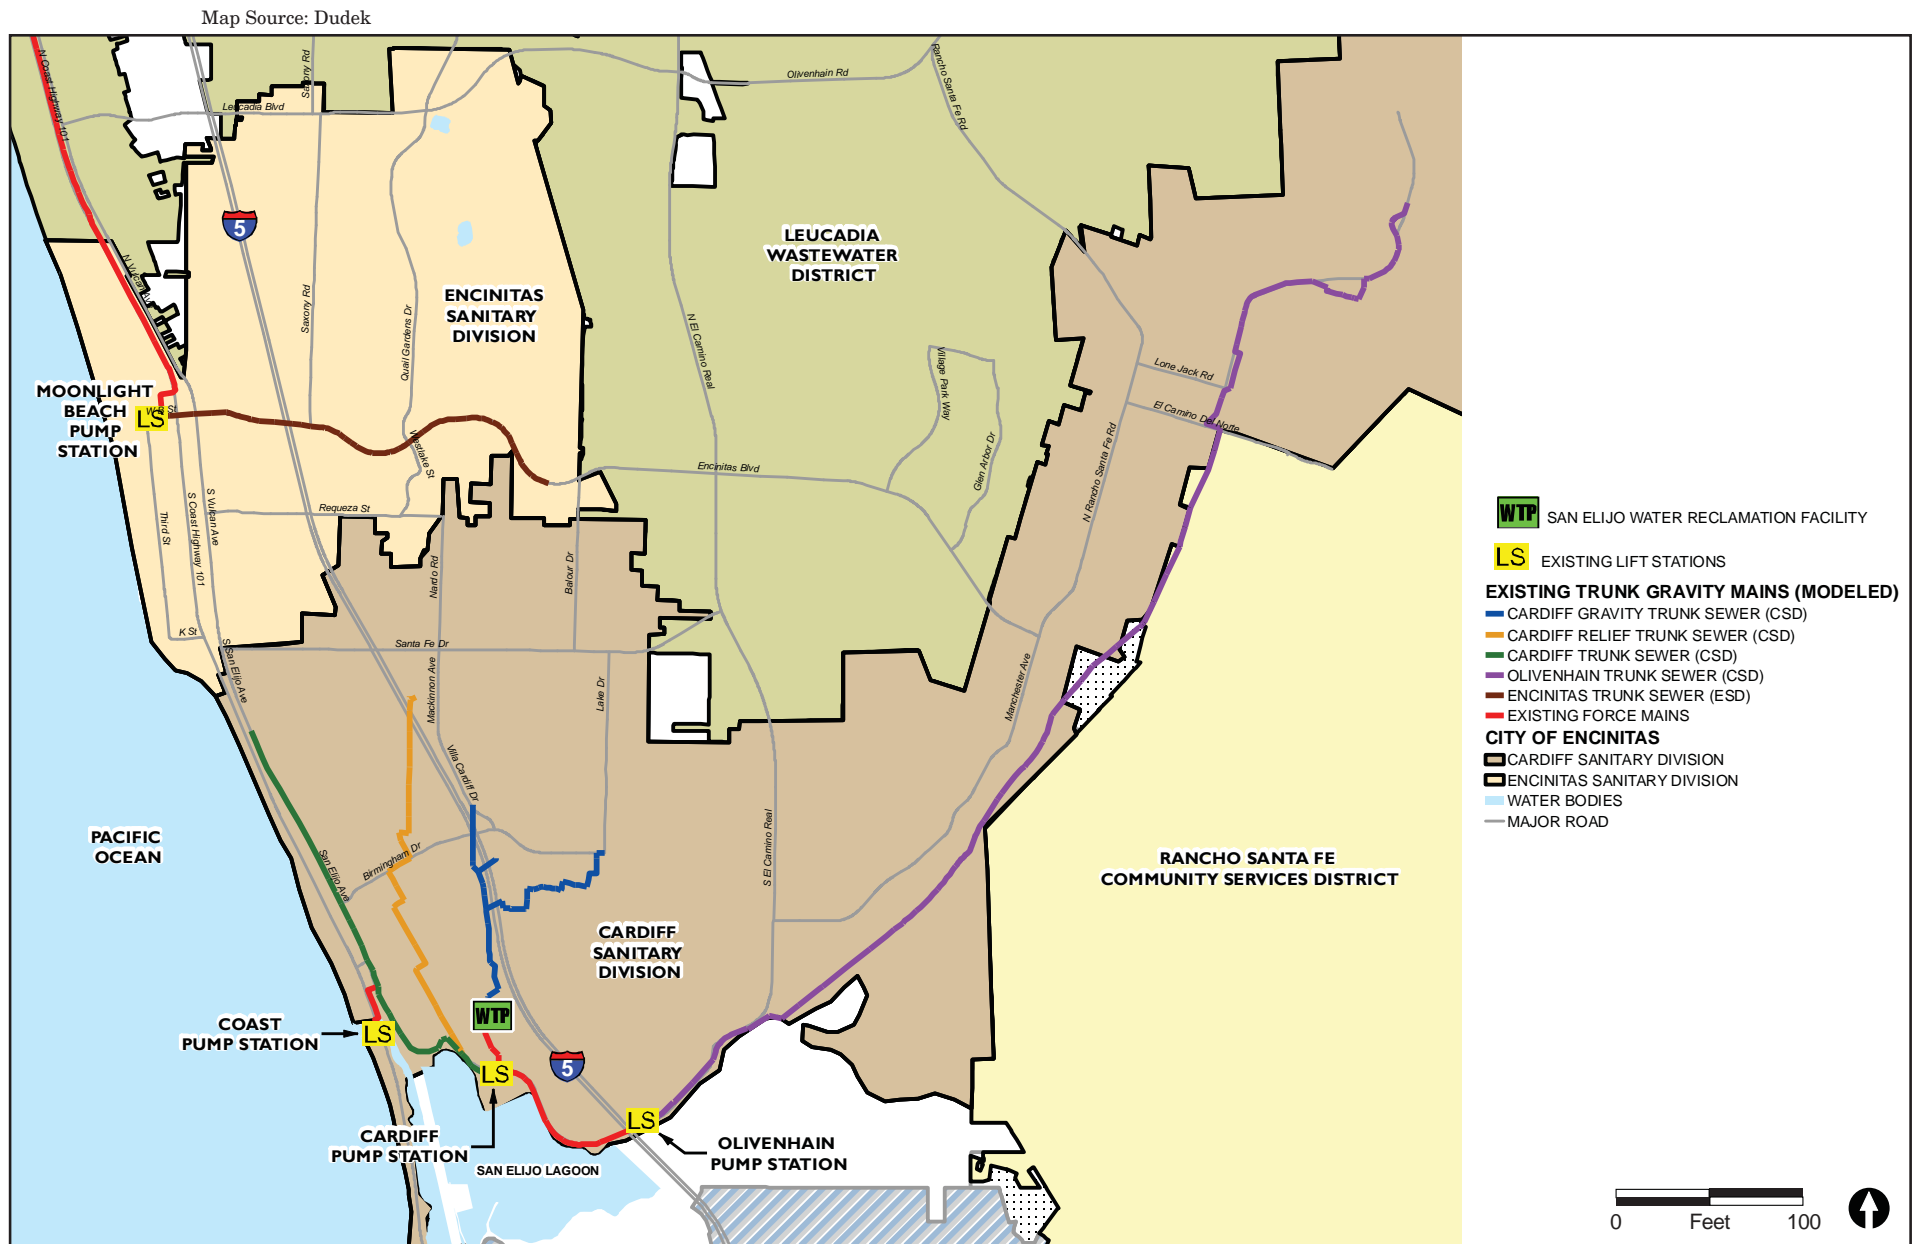 Map Source: Dudek
N Coast Highway 101
Saxony Rd
Leucadia Blvd
Olivenhain Rd
Rancho Santa Fe Rd
5
N Vulcan Av
LEUCADIA
WASTEWATER
DISTRICT
ENCINITAS
SANITARY
DIVISION
Saxony Rd
Quail Gardens Dr
N El Camino Real
Village Park Way
Lone Jack Rd
El Camino Del Norte
MOONLIGHT
BEACH
PUMP
STATION
LS
W B St
Westlake St
Encinitas Blvd
Glen Arbor Dr
N Rancho Santa Fe Rd
Third St
S Coast Highway 101
S Vulcan Ave
Requeza St
Nardo Rd
Balour Dr
K St
S San Elijo Ave
Santa Fe Dr
Mackinnon Ave
Lake Dr
Manchester Ave
Villa Cardiff Dr
San Elijo Ave
Birmingham Dr
S El Camino Real
PACIFIC
OCEAN
RANCHO SANTA FE
COMMUNITY SERVICES DISTRICT
CARDIFF
SANITARY
DIVISION
WTP
COAST
PUMP STATION
LS
LS
5
LS
CARDIFF
PUMP STATION
OLIVENHAIN
PUMP STATION
SAN ELIJO LAGOON
WTP SAN ELIJO WATER RECLAMATION FACILITY
LS EXISTING LIFT STATIONS
EXISTING TRUNK GRAVITY MAINS (MODELED)
CARDIFF GRAVITY TRUNK SEWER (CSD)
CARDIFF RELIEF TRUNK SEWER (CSD)
CARDIFF TRUNK SEWER (CSD)
OLIVENHAIN TRUNK SEWER (CSD)
ENCINITAS TRUNK SEWER (ESD)
EXISTING FORCE MAINS
CITY OF ENCINITAS
CARDIFF SANITARY DIVISION
ENCINITAS SANITARY DIVISION
WATER BODIES
MAJOR ROAD
0 Feet 100